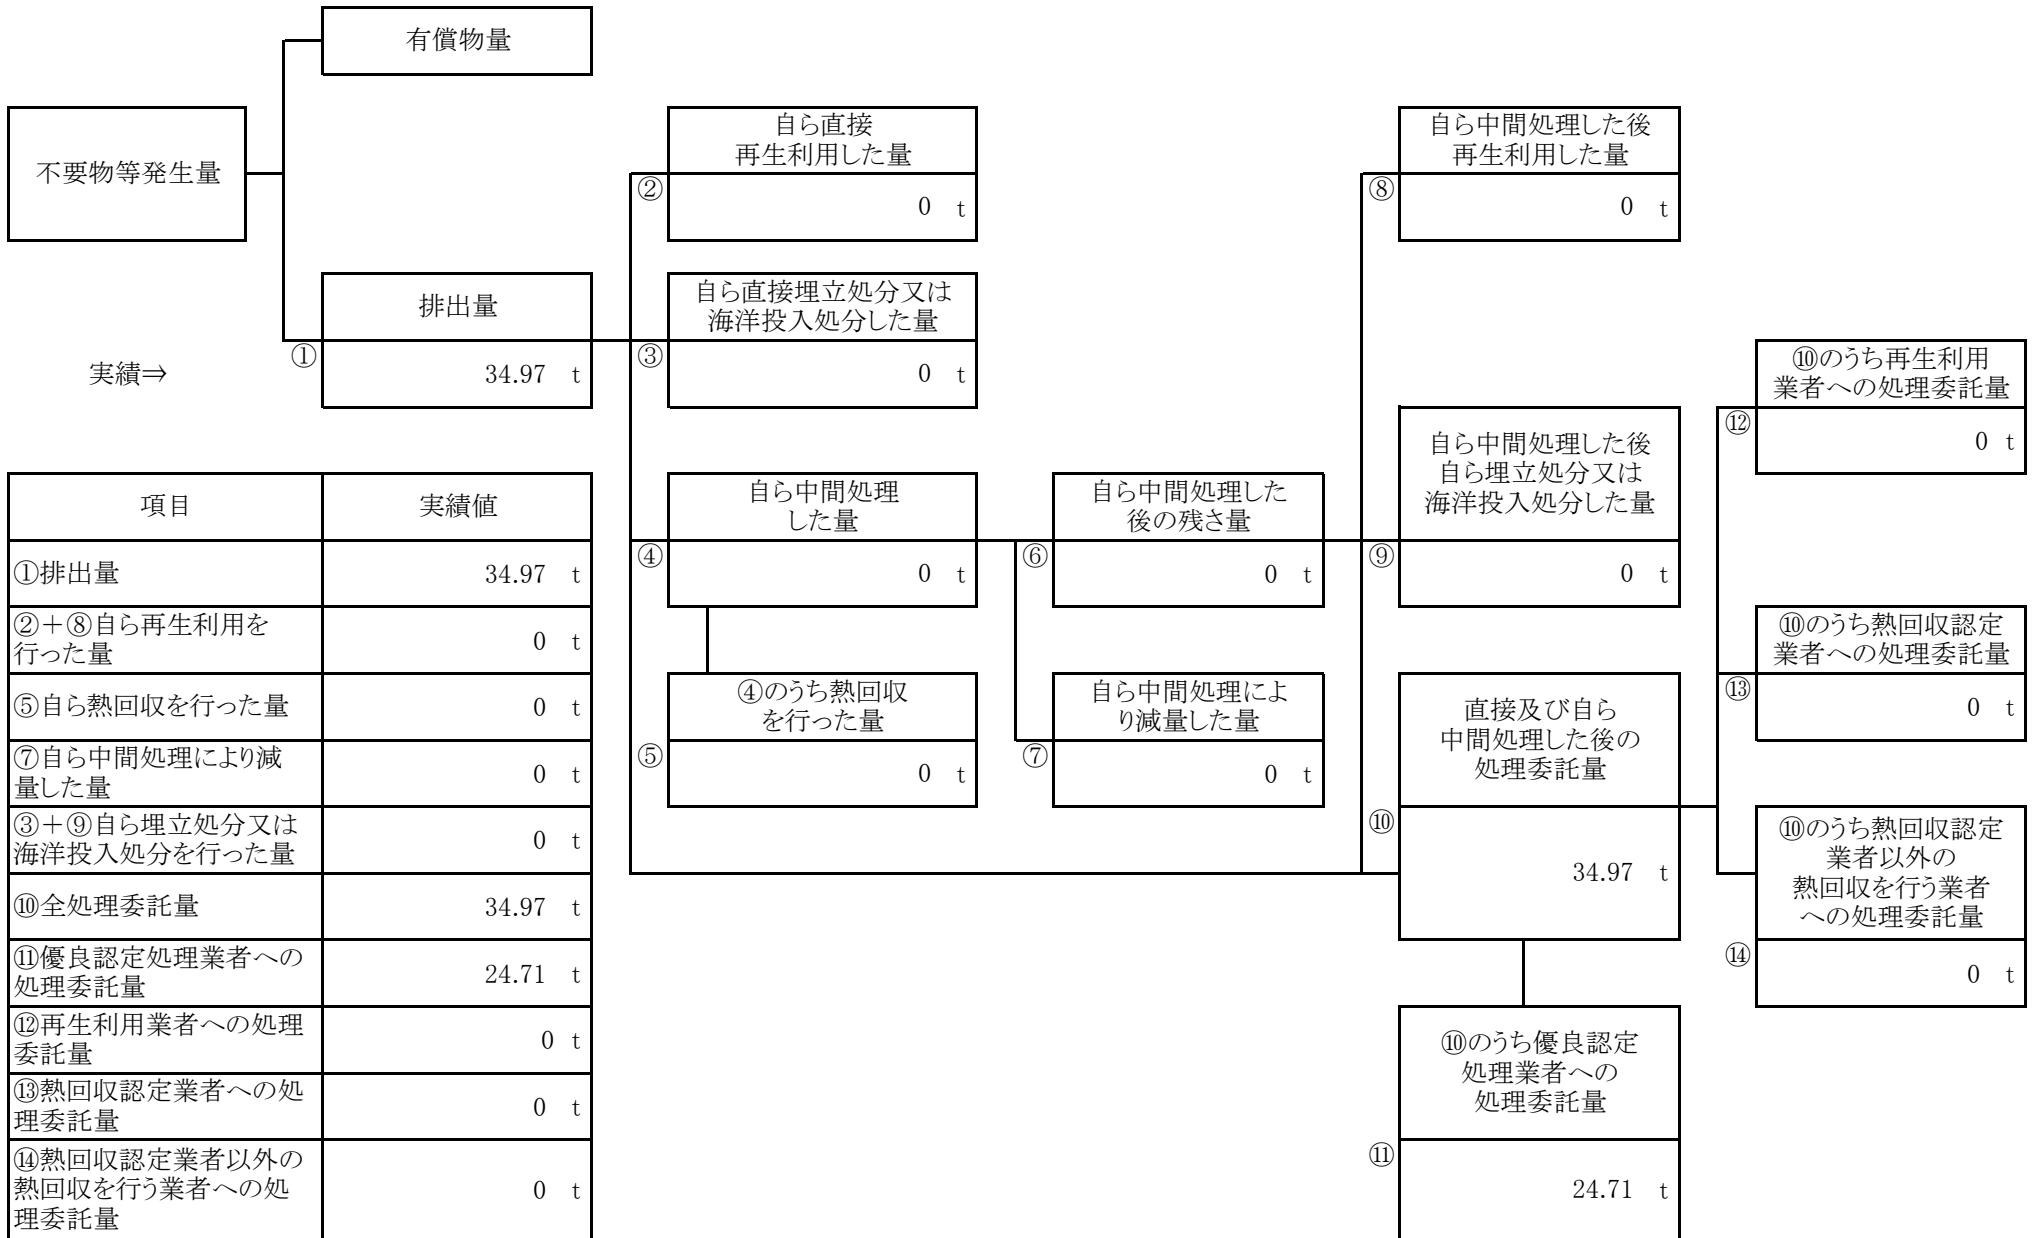 有償物量
不要物等発生量
自ら直接
再生利用した量
②
0 t
自ら中間処理した後
再生利用した量
⑧
0 t
排出量
①
34.97 t
実績⇒
自ら直接埋立処分又は
海洋投入処分した量
③
0 t
⑩のうち再生利用
業者への処理委託量
⑫
0 t
自ら中間処理
した量
④
0 t
自ら中間処理した
後の残さ量
⑥
0 t
自ら中間処理した後
自ら埋立処分又は
海洋投入処分した量
⑨
0 t
⑩のうち熱回収認定
業者への処理委託量
⑬
0 t
④のうち熱回収
を行った量
⑤
0 t
自ら中間処理によ
り減量した量
⑦
0 t
直接及び自ら
中間処理した後の
処理委託量
⑩
34.97 t
⑩のうち熱回収認定
業者以外の
熱回収を行う業者
への処理委託量
⑭
0 t
⑩のうち優良認定
処理業者への
処理委託量
⑪
24.71 t
項目 実績値
①排出量 34.97 t
②＋⑧自ら再生利用を
行った量 0 t
⑤自ら熱回収を行った量 0 t
⑦自ら中間処理により減
量した量 0 t
③＋⑨自ら埋立処分又は
海洋投入処分を行った量 0 t
⑩全処理委託量 34.97 t
⑪優良認定処理業者への
処理委託量 24.71 t
⑫再生利用業者への処理
委託量 0 t
⑬熱回収認定業者への処
理委託量 0 t
⑭熱回収認定業者以外の
熱回収を行う業者への処
理委託量 0 t